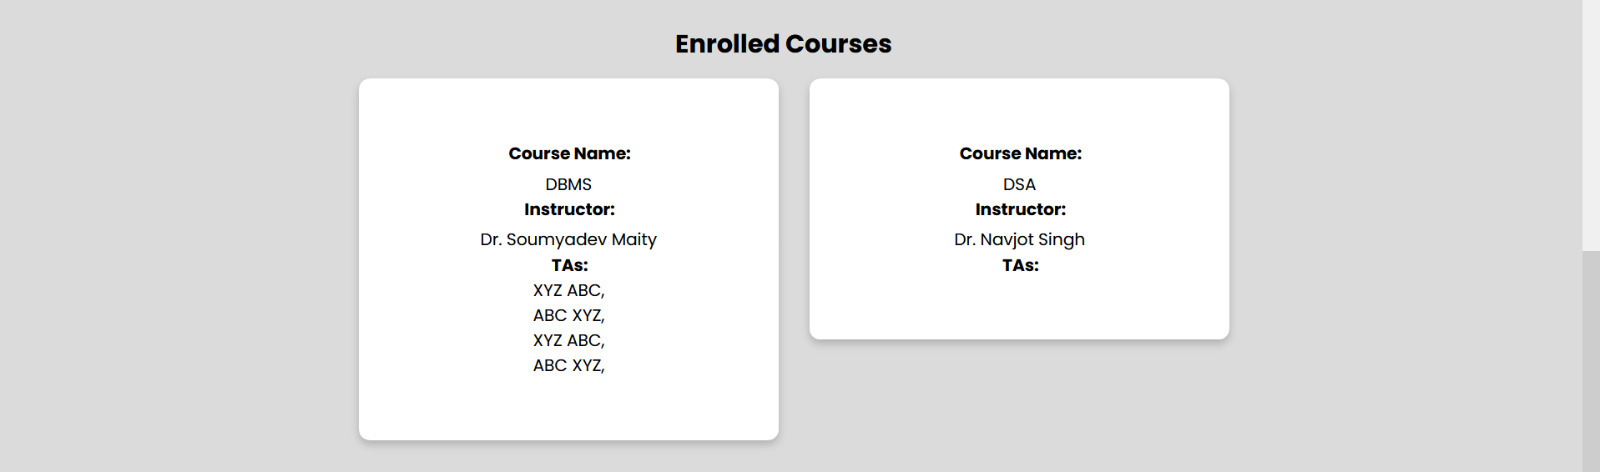 Enrolled Courses
Course Name:
DBMS
Instructor:
Dr. Soumyadev Maity
TAs:
XYZ ABC,
ABC XYZ,
XYZ ABC,
ABC XYZ,
Course Name:
DSA
Instructor:
Dr. Navjot Singh
TAs: